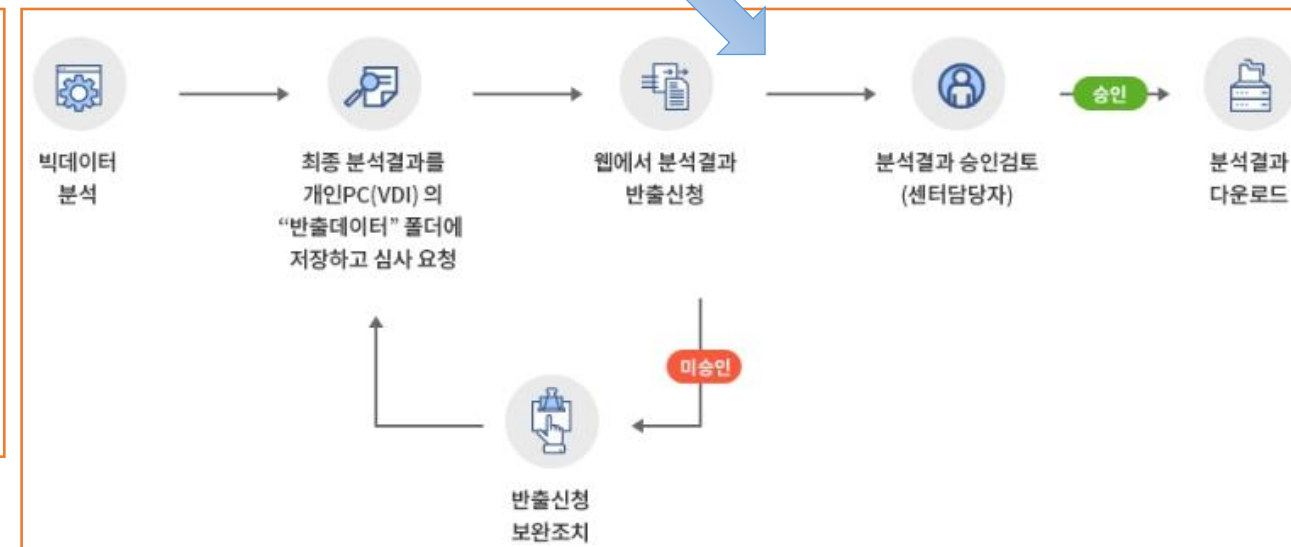 빅데이터
분석
최종 분석결과를
개인PC(VDI) 의
“반출데이터” 폴더에
저장하고 심사 요청
웹에서 분석결과
반출신청
분석결과 승인검토
(센터담당자)
승인
분석결과
다운로드
미승인
반출신청
보완조치